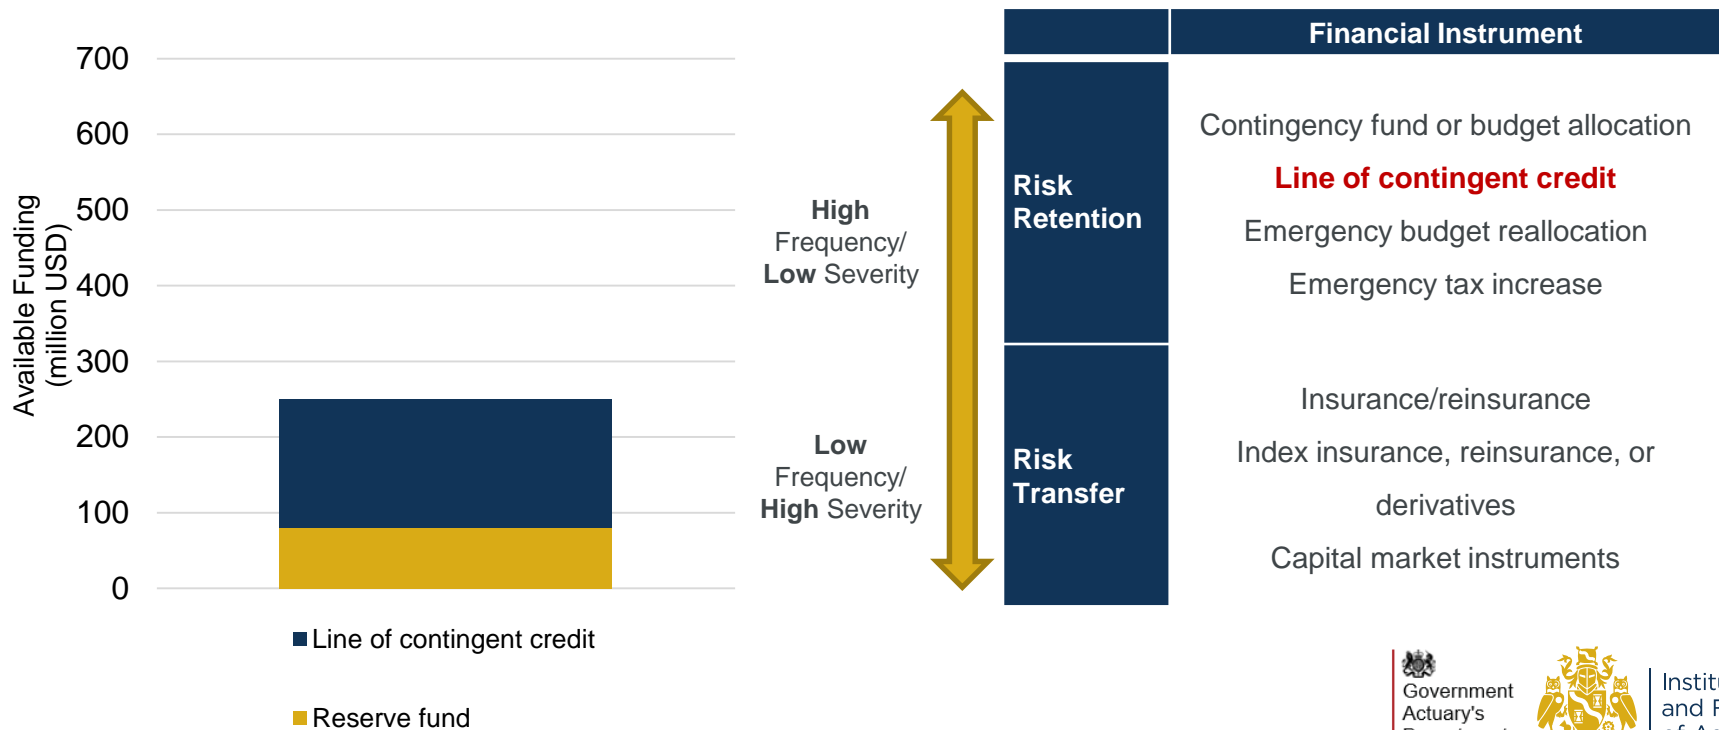 700
600
500
400
300
200
100
0
Available Funding
(million USD)
Line of contingent credit
Reserve fund
High
Frequency/
Low Severity
Low
Frequency/
High Severity
Financial Instrument
Risk
Retention
Contingency fund or budget allocation
Line of contingent credit
Emergency budget reallocation
Emergency tax increase
Risk
Transfer
Insurance/reinsurance
Index insurance, reinsurance, or
derivatives
Capital market instruments
Government
Actuary's
and